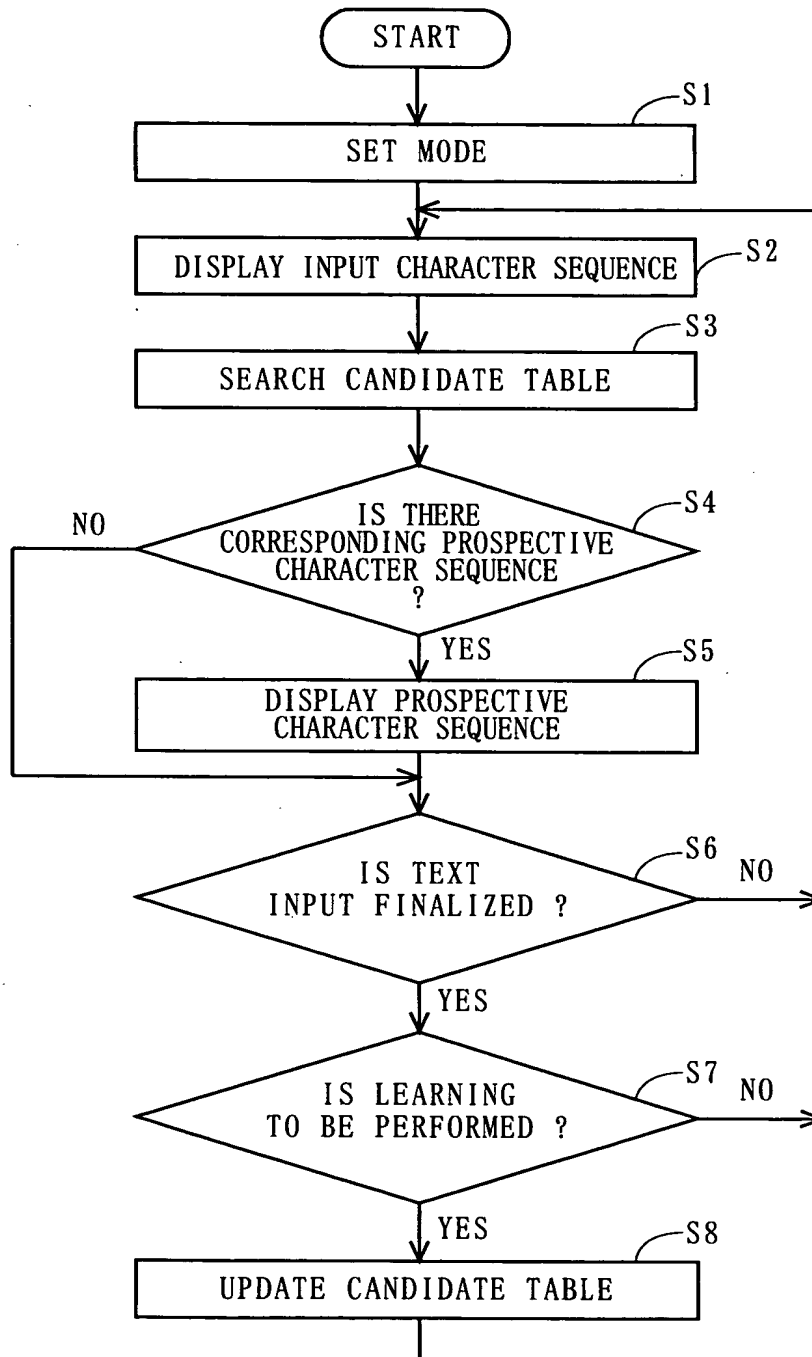 START
S1
SET MODE
S2
DISPLAY INPUT CHARACTER SEQUENCE
S3
SEARCH CANDIDATE TABLE
S4
NO
IS THERE
CORRESPONDING PROSPECTIVE
CHARACTER SEQUENCE
?
YES
S5
DISPLAY PROSPECTIVE
CHARACTER SEQUENCE
S6
NO
IS TEXT
INPUT FINALIZED ?
YES
S7
NO
IS LEARNING
TO BE PERFORMED ?
YES
S8
UPDATE CANDIDATE TABLE